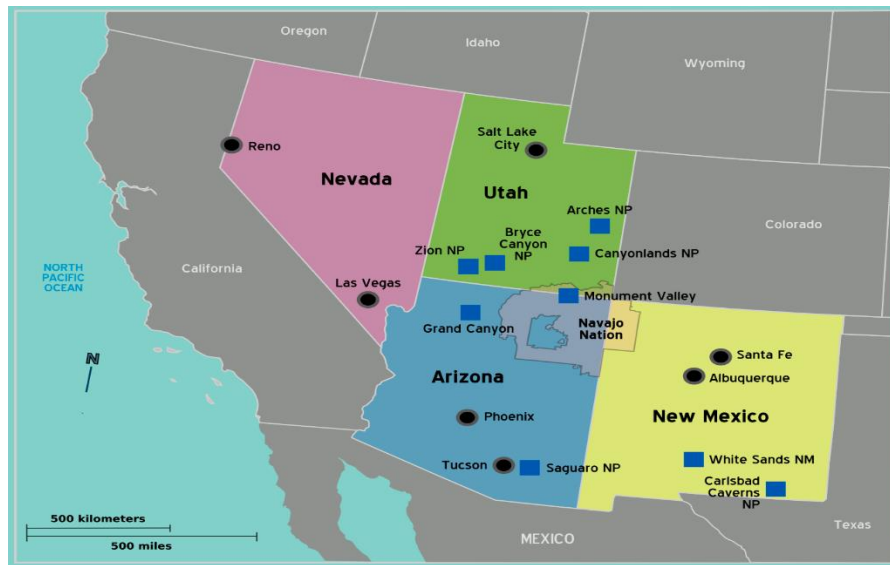 Oregon
Idaho
Wyoming
Salt Lake
City
Reno
Nevada
Utah
Arches NP
Bryce
Canyon
NP
Zion NP
Canyonlands NP
Colorado
California
NORTH
PACIFIC
OCEAN
Las Vegas
Monument Valley
Grand Canyon
Navajo
Nation
N
Santa Fe
Albuquerque
Arizona
New Mexico
Phoenix
Tucson
Saguaro NP
White Sands NM
Carlsbad
Caverns
NP
500 kilometers
500 miles
MEXICO
Texas